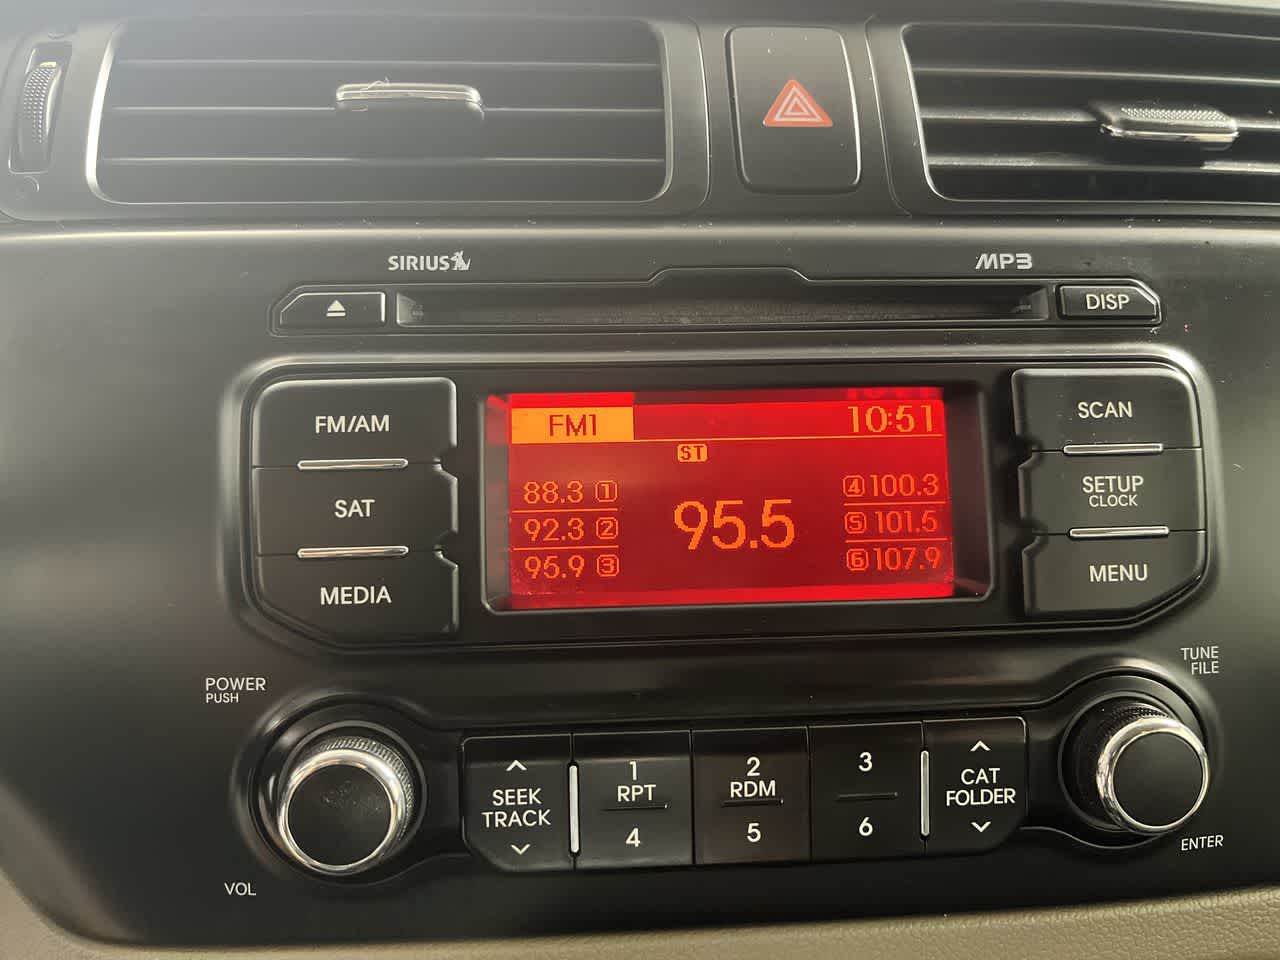 SIRIUS
MP3
DISP
FM/AM
SAT
MEDIA
FM1
10:51
ST
88.3 1
92.3 2
95.9 3
95.5
4 100.3
5 101.5
6 107.9
SCAN
SETUP
CLOCK
MENU
POWER
PUSH
VOL
SEEK
TRACK
1
RPT
4
2
RDM
5
3
6
CAT
FOLDER
TUNE
FILE
ENTER